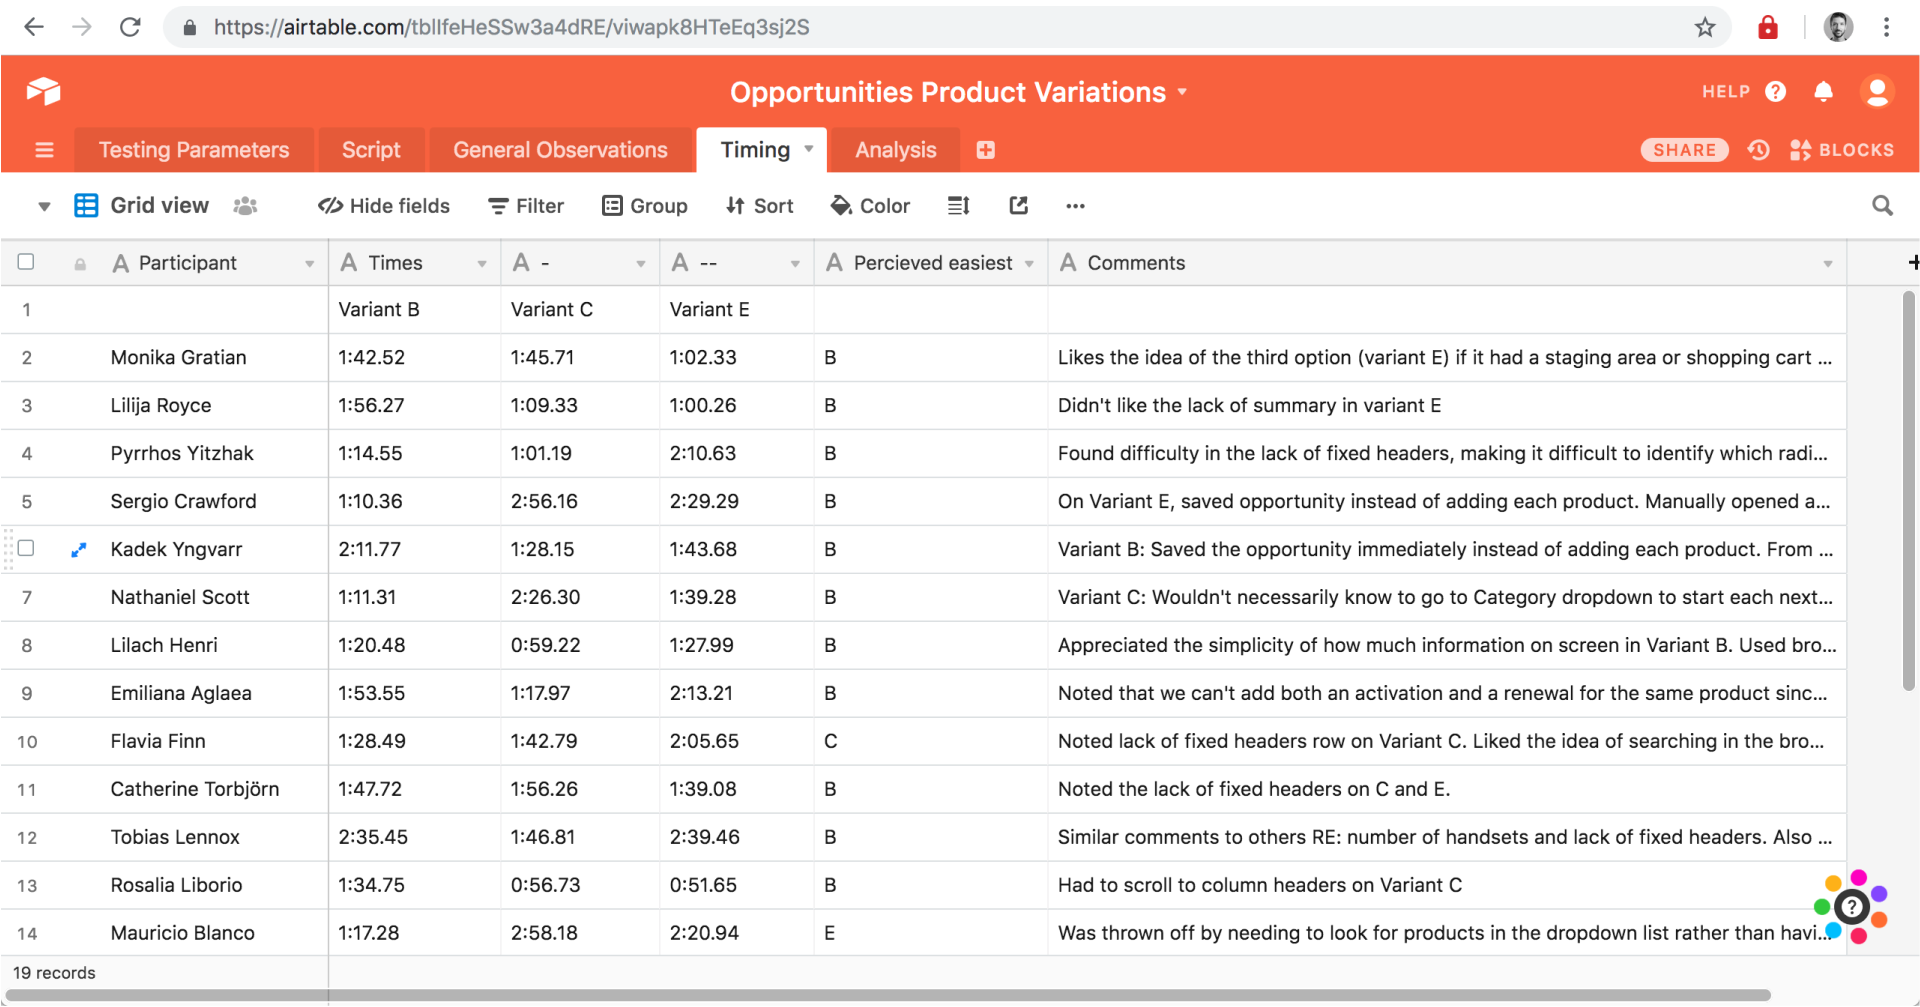 https://airtable.com/tblIfeHeSSw3a4dRE/viwapk8HTeEq3sj2S
Opportunities Product Variations
HELP ?
Testing Parameters Script General Observations Timing Analysis
SHARE BLOCKS
Grid view Hide fields Filter Group Sort Color ...
A Participant A Times A - A -- A Percieved easiest A Comments +
1 Variant B Variant C Variant E
2 Monika Gratian 1:42.52 1:45.71 1:02.33 B Likes the idea of the third option (variant E) if it had a staging area or shopping cart ...
3 Lilija Royce 1:56.27 1:09.33 1:00.26 B Didn't like the lack of summary in variant E
4 Pyrrhos Yitzhak 1:14.55 1:01.19 2:10.63 B Found difficulty in the lack of fixed headers, making it difficult to identify which radi...
5 Sergio Crawford 1:10.36 2:56.16 2:29.29 B On Variant E, saved opportunity instead of adding each product. Manually opened a...
Kadek Yngvarr 2:11.77 1:28.15 1:43.68 B Variant B: Saved the opportunity immediately instead of adding each product. From ...
7 Nathaniel Scott 1:11.31 2:26.30 1:39.28 B Variant C: Wouldn't necessarily know to go to Category dropdown to start each next...
8 Lilach Henri 1:20.48 0:59.22 1:27.99 B Appreciated the simplicity of how much information on screen in Variant B. Used bro...
9 Emiliana Aglaea 1:53.55 1:17.97 2:13.21 B Noted that we can't add both an activation and a renewal for the same product sinc...
10 Flavia Finn 1:28.49 1:42.79 2:05.65 C Noted lack of fixed headers row on Variant C. Liked the idea of searching in the bro...
11 Catherine Torbjörn 1:47.72 1:56.26 1:39.08 B Noted the lack of fixed headers on C and E.
12 Tobias Lennox 2:35.45 1:46.81 2:39.46 B Similar comments to others RE: number of handsets and lack of fixed headers. Also ...
13 Rosalia Liborio 1:34.75 0:56.73 0:51.65 B Had to scroll to column headers on Variant C
14 Mauricio Blanco 1:17.28 2:58.18 2:20.94 E Was thrown off by needing to look for products in the dropdown list rather than havi...
?
19 records